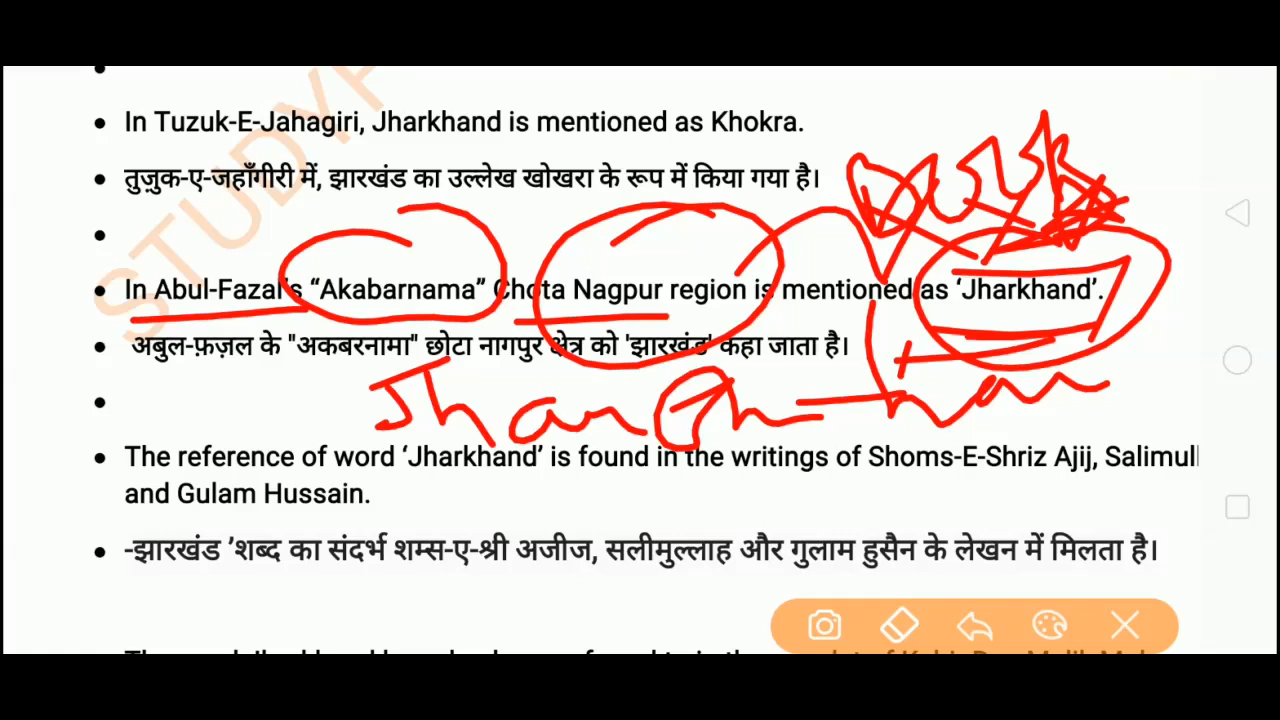 STUDYP
In Tuzuk-E-Jahagiri, Jharkhand is mentioned as Khokra.
तुजुक-ए-जहाँगीरी में, झारखंड का उल्लेख खोखरा के रूप में किया गया है।
In Abul-Fazal's “Akabarnama” Chota Nagpur region is mentioned as ‘Jharkhand’.
अबुल-फ़ज़ल के "अकबरनामा" छोटा नागपुर क्षेत्र को 'झारखंड' कहा जाता है।
The reference of word ‘Jharkhand’ is found in the writings of Shoms-E-Shriz Ajij, Salimull
and Gulam Hussain.
-झारखंड ’शब्द का संदर्भ शम्स-ए-श्री अजीज, सलीमुल्लाह और गुलाम हुसैन के लेखन में मिलता है।